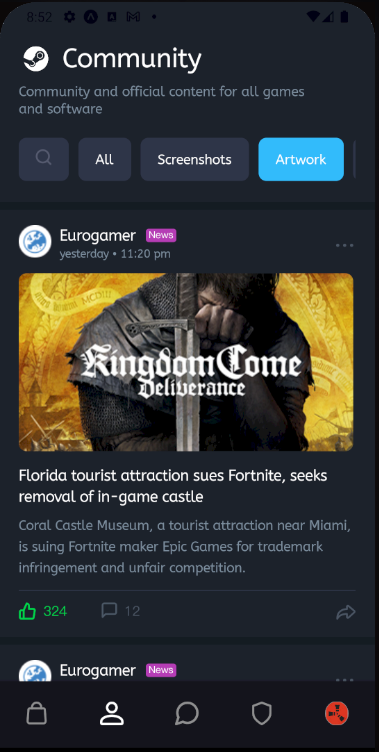 8:52
Community
Community and official content for all games
and software
All
Screenshots
Artwork
Eurogamer News
yesterday • 11:20 pm
Kingdom Come
Deliverance
Florida tourist attraction sues Fortnite, seeks
removal of in-game castle
Coral Castle Museum, a tourist attraction near Miami,
is suing Fortnite maker Epic Games for trademark
infringement and unfair competition.
324
12
Eurogamer News